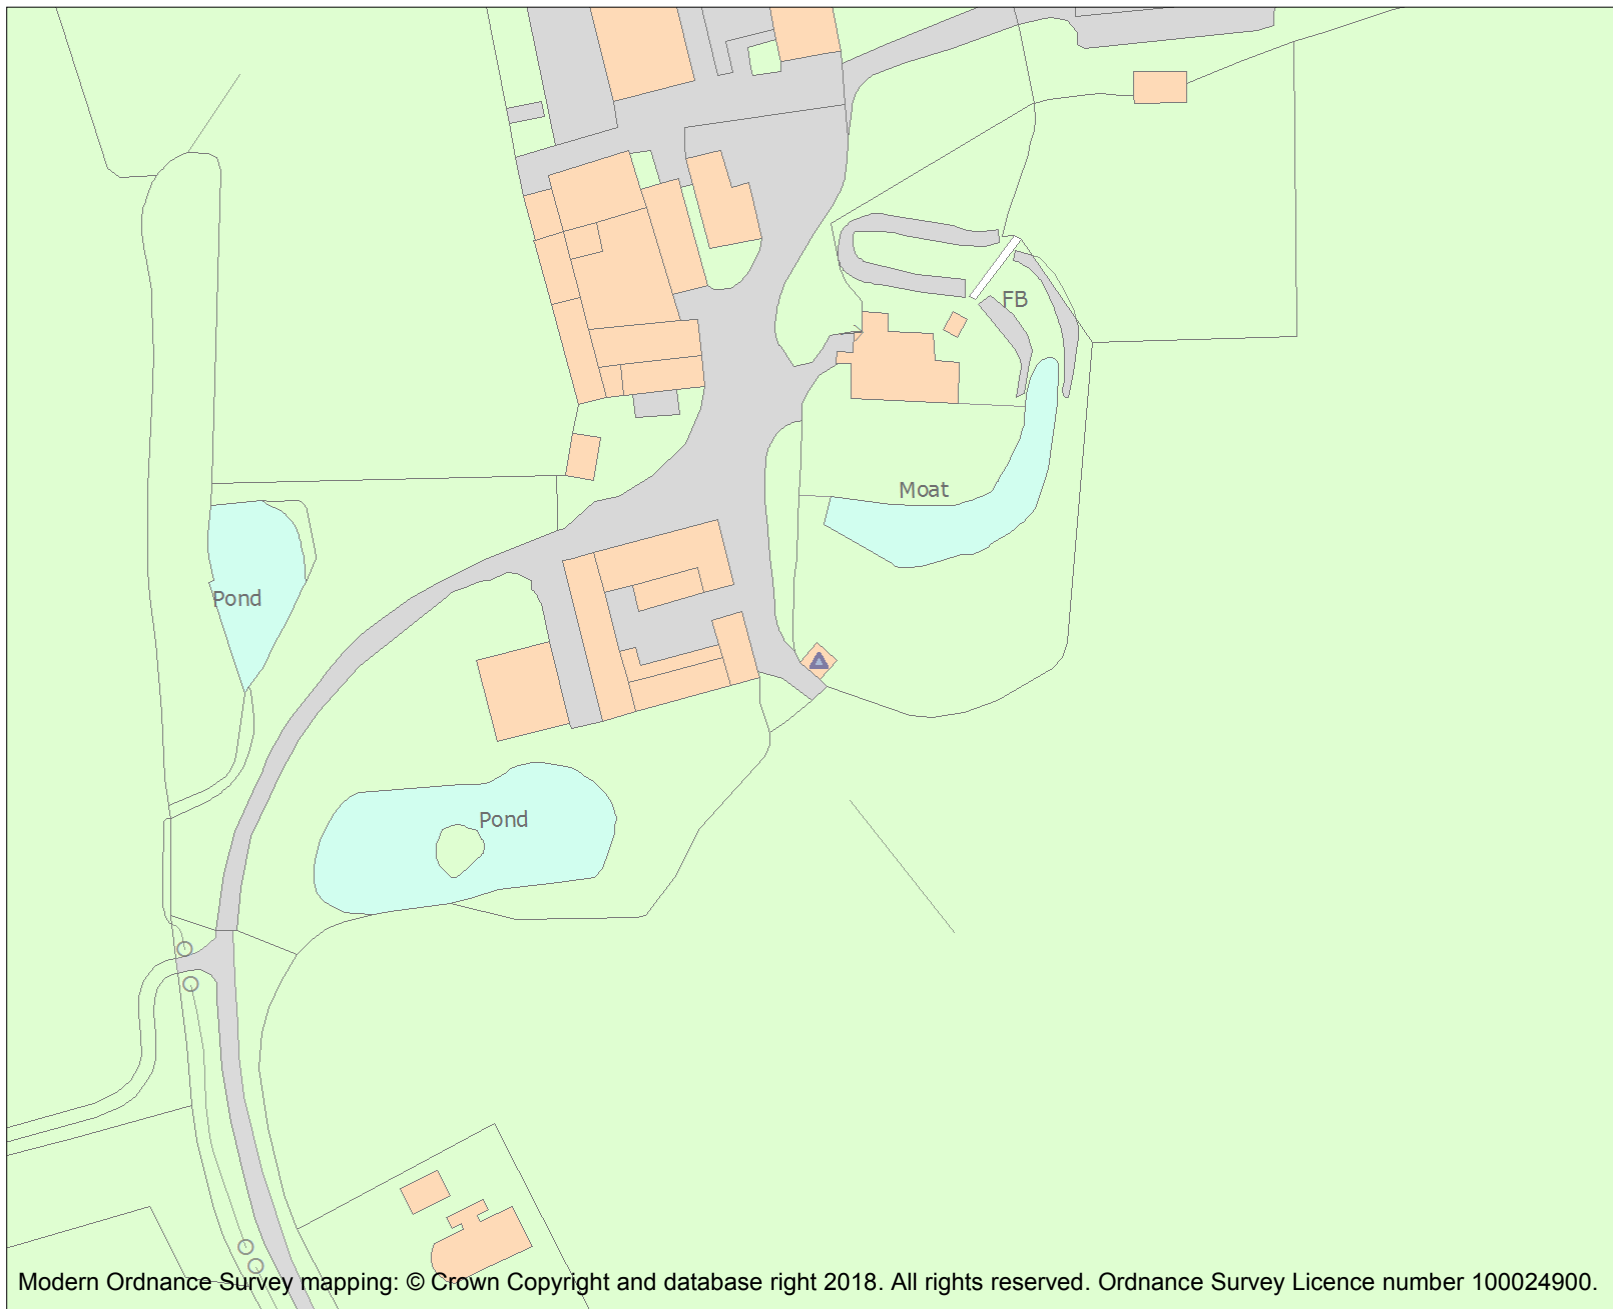 FB
Moat
Pond
Pond
Modern Ordnance Survey mapping: © Crown Copyright and database right 2018. All rights reserved. Ordnance Survey Licence number 100024900.